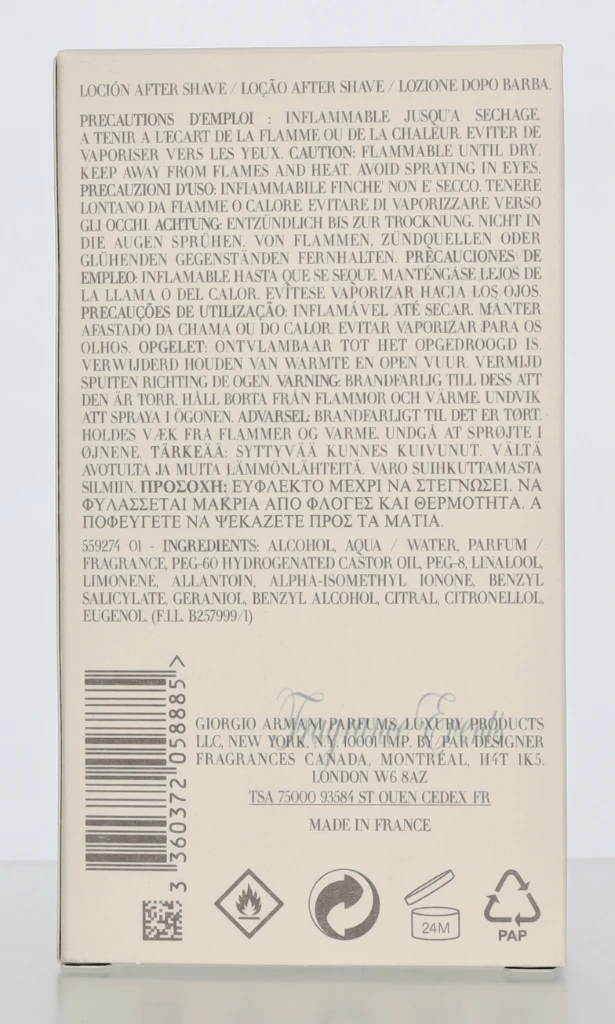 LOCIÓN AFTER SHAVE / LOÇÃO AFTER SHAVE / LOZIONE DOPO BARBA.
PRECAUTIONS D'EMPLOI : INFLAMMABLE JUSQU'A SECHAGE.
A TENIR A L'ECART DE LA FLAMME OU DE LA CHALEUR. EVITER DE
VAPORISER VERS LES YEUX. CAUTION: FLAMMABLE UNTIL DRY.
KEEP AWAY FROM FLAMES AND HEAT. AVOID SPRAYING IN EYES.
PRECAUZIONI D'USO: INFIAMMABILE FINCHE' NON E' SECCO. TENERE
LONTANO DA FIAMME O CALORE. EVITARE DI VAPORIZZARE VERSO
GLI OCCHI. ACHTUNG: ENTZÜNDLICH BIS ZUR TROCKNUNG. NICHT IN
DIE AUGEN SPRÜHEN. VON FLAMMEN, ZÜNDQUELLEN ODER
GLÜHENDEN GEGENSTÄNDEN FERNHALTEN. PRECAUCIONES DE
EMPLEO: INFLAMABLE HASTA QUE SE SEQUE. MANTÉNGASE LEJOS DE
LA LLAMA O DEL CALOR. EVÍTESE VAPORIZAR HACIA LOS OJOS.
PRECAUÇÕES DE UTILIZAÇÃO: INFLAMÁVEL ATÉ SECAR. MANTER
AFASTADO DA CHAMA OU DO CALOR. EVITAR VAPORIZAR PARA OS
OLHOS. OPGELET: ONTVLAMBAAR TOT HET OPGEDROOGD IS.
VERWIJDERD HOUDEN VAN WARMTE EN OPEN VUUR. VERMIJD
SPUITEN RICHTING DE OGEN. VARNING: BRANDFARLIG TILL DESS ATT
DEN ÄR TORR. HÅLL BORTA FRÅN FLAMMOR OCH VÄRME. UNDVIK
ATT SPRAYA I ÖGONEN. ADVARSEL: BRANDFARLIGT TIL DET ER TØRT.
HOLDES VÆK FRA FLAMMER OG VARME. UNDGÅ AT SPRØJTE I
ØJNENE. TÄRKEÄÄ: SYTTYVÄÄ KUNNES KUIVUNUT. VÄLTÄ
AVOTULTA JA MUITA LÄMMÖNLÄHTEITÄ. VARO SUIHKUTTAMASTA
SILMIIN. ΠΡΟΣΟΧΗ: ΕΥΦΛΕΚΤΟ ΜΕΧΡΙ ΝΑ ΣΤΕΓΝΩΣΕΙ. ΝΑ
ΦΥΛΑΣΣΕΤΑΙ ΜΑΚΡΙΑ ΑΠΟ ΦΛΟΓΕΣ ΚΑΙ ΘΕΡΜΟΤΗΤΑ. Α
ΠΟΦΕΥΓΕΤΕ ΝΑ ΨΕΚΑΖΕΤΕ ΠΡΟΣ ΤΑ ΜΑΤΙΑ.
559274 01 - INGREDIENTS: ALCOHOL, AQUA / WATER, PARFUM /
FRAGRANCE, PEG-60 HYDROGENATED CASTOR OIL, PEG-8, LINALOOL,
LIMONENE, ALLANTOIN, ALPHA-ISOMETHYL IONONE, BENZYL
SALICYLATE, GERANIOL, BENZYL ALCOHOL, CITRAL, CITRONELLOL,
EUGENOL. (F.I.L. B257999/1)
3 360372 058885 >
Fragrance Events
GIORGIO ARMANI PARFUMS, LUXURY PRODUCTS
LLC, NEW YORK, N.Y. 10001 IMP. BY PAR DESIGNER
FRAGRANCES CANADA, MONTRÉAL, H4T 1K5.
LONDON W6 8AZ
TSA 75000 93584 ST OUEN CEDEX FR
MADE IN FRANCE
24M
PAP